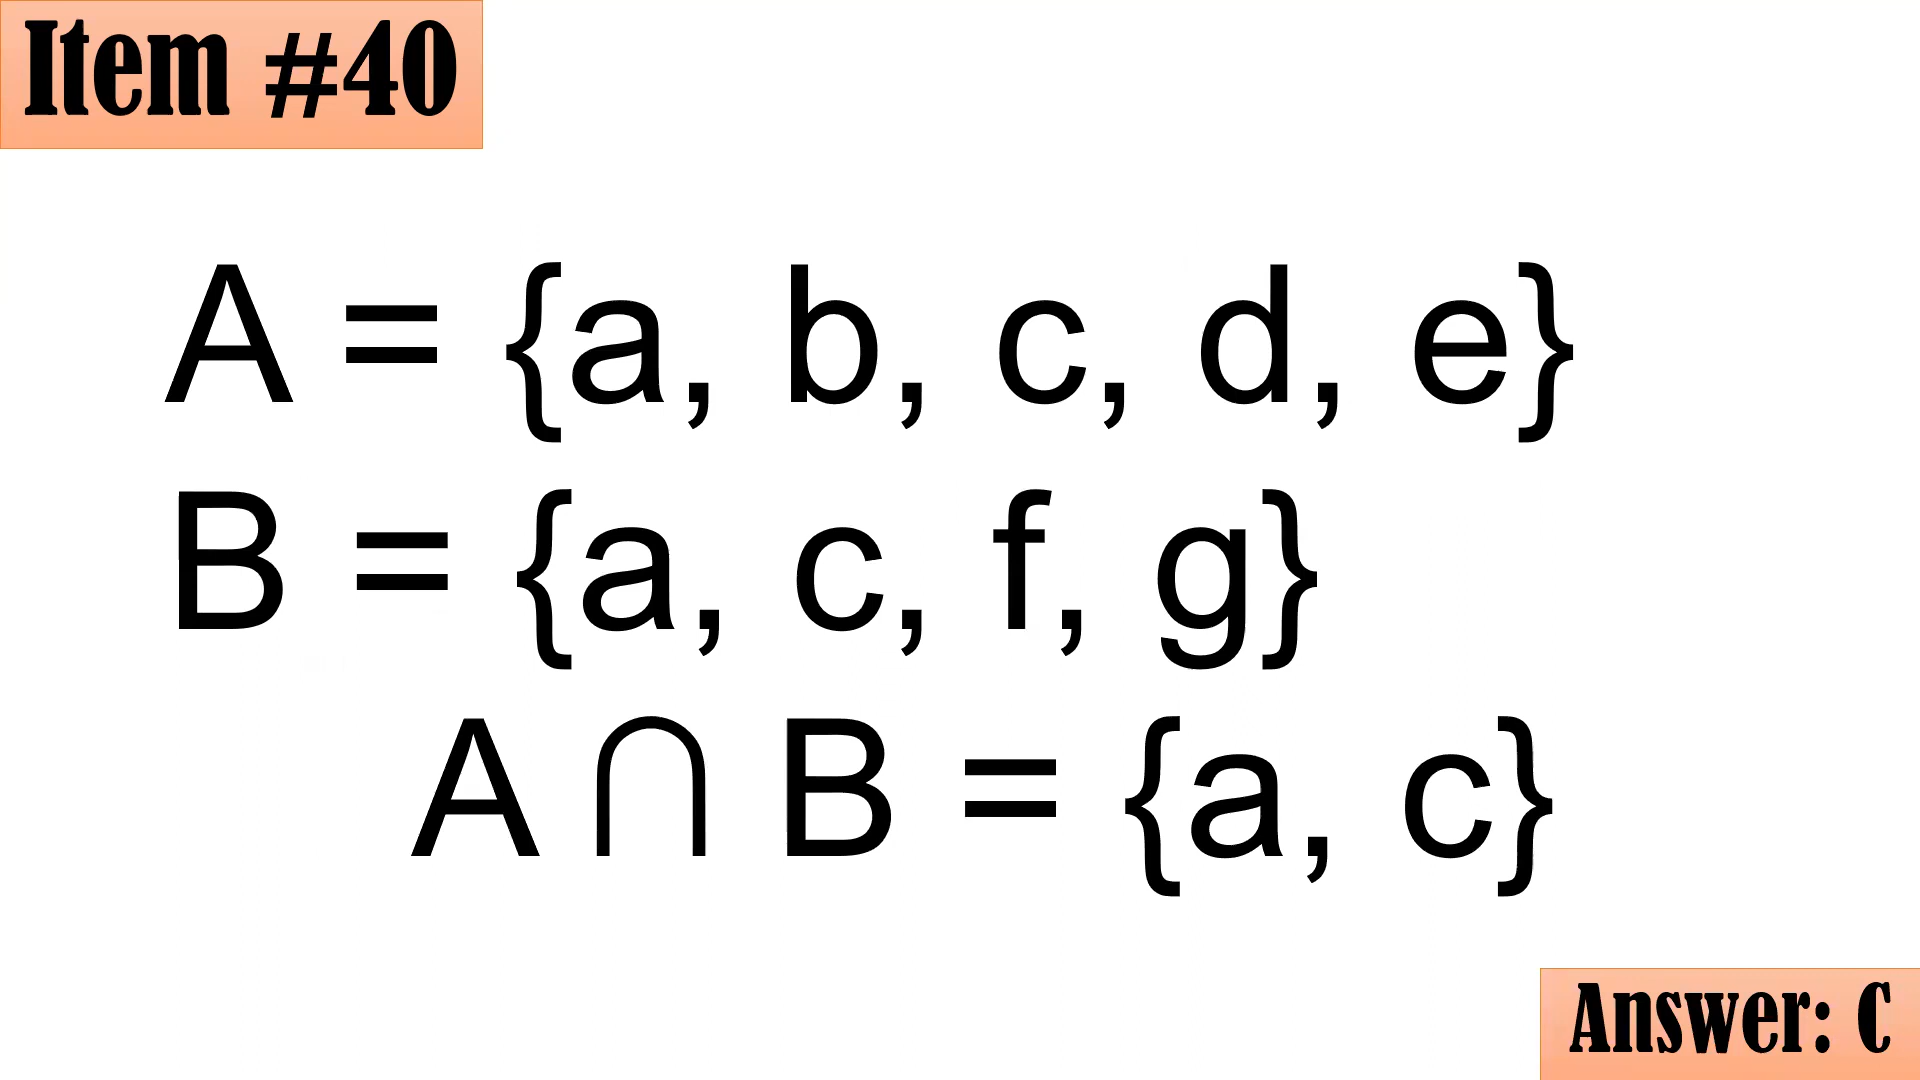 Item #40
A = {a, b, c, d, e}
B = {a, c, f, g}
A ∩ B = {a, c}
Answer: C